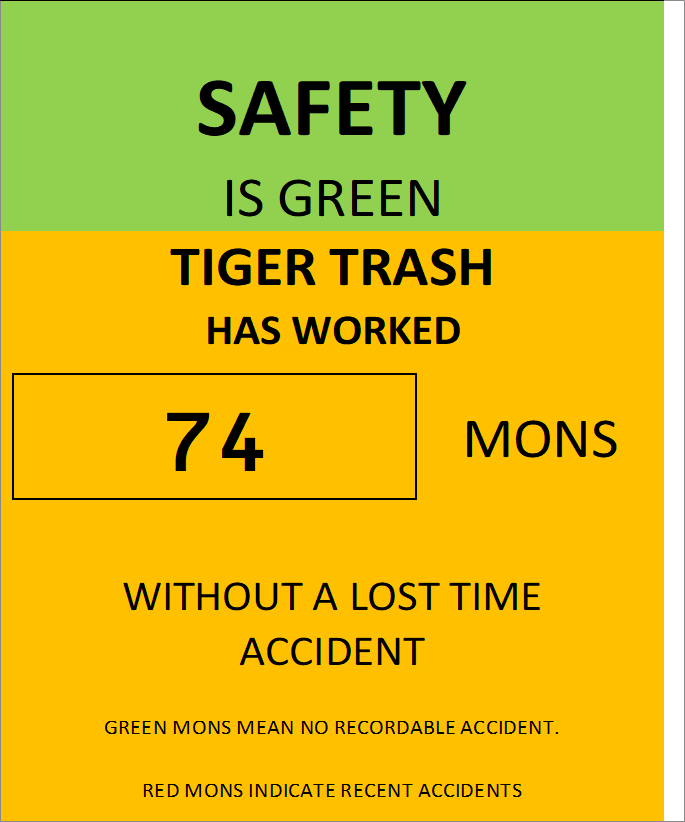 SAFETY
IS GREEN
TIGER TRASH
HAS WORKED
74 MONS
WITHOUT A LOST TIME
ACCIDENT
GREEN MONS MEAN NO RECORDABLE ACCIDENT.
RED MONS INDICATE RECENT ACCIDENTS